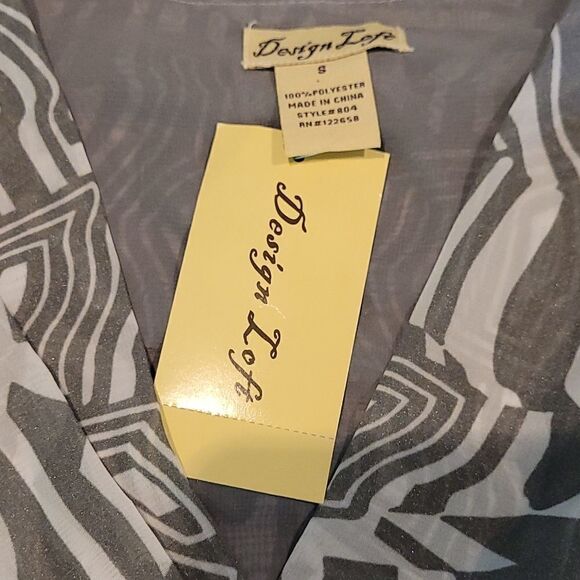 Design Loft
S
100% POLYESTER
MADE IN CHINA
STYLE# 804
RN#122658
Design Loft